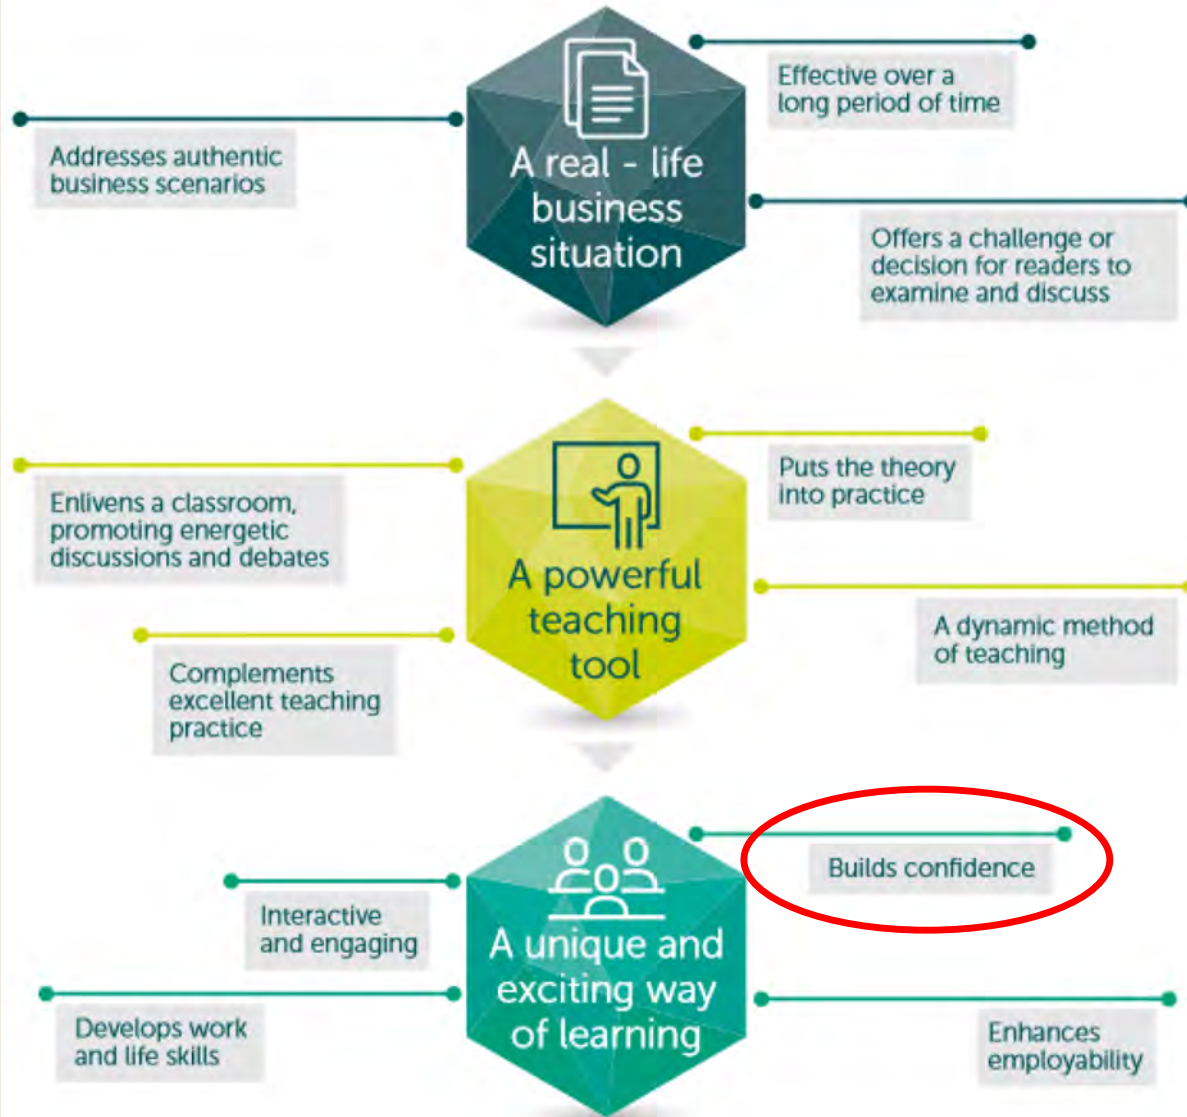 Effective over a
long period of time
Addresses authentic
business scenarios
A real - life
business
situation
Offers a challenge or
decision for readers to
examine and discuss
Enlivens a classroom,
promoting energetic
discussions and debates
Puts the theory
into practice
A powerful
teaching
tool
A dynamic method
of teaching
Complements
excellent teaching
practice
Builds confidence
Interactive
and engaging
A unique and
exciting way
of learning
Develops work
and life skills
Enhances
employability